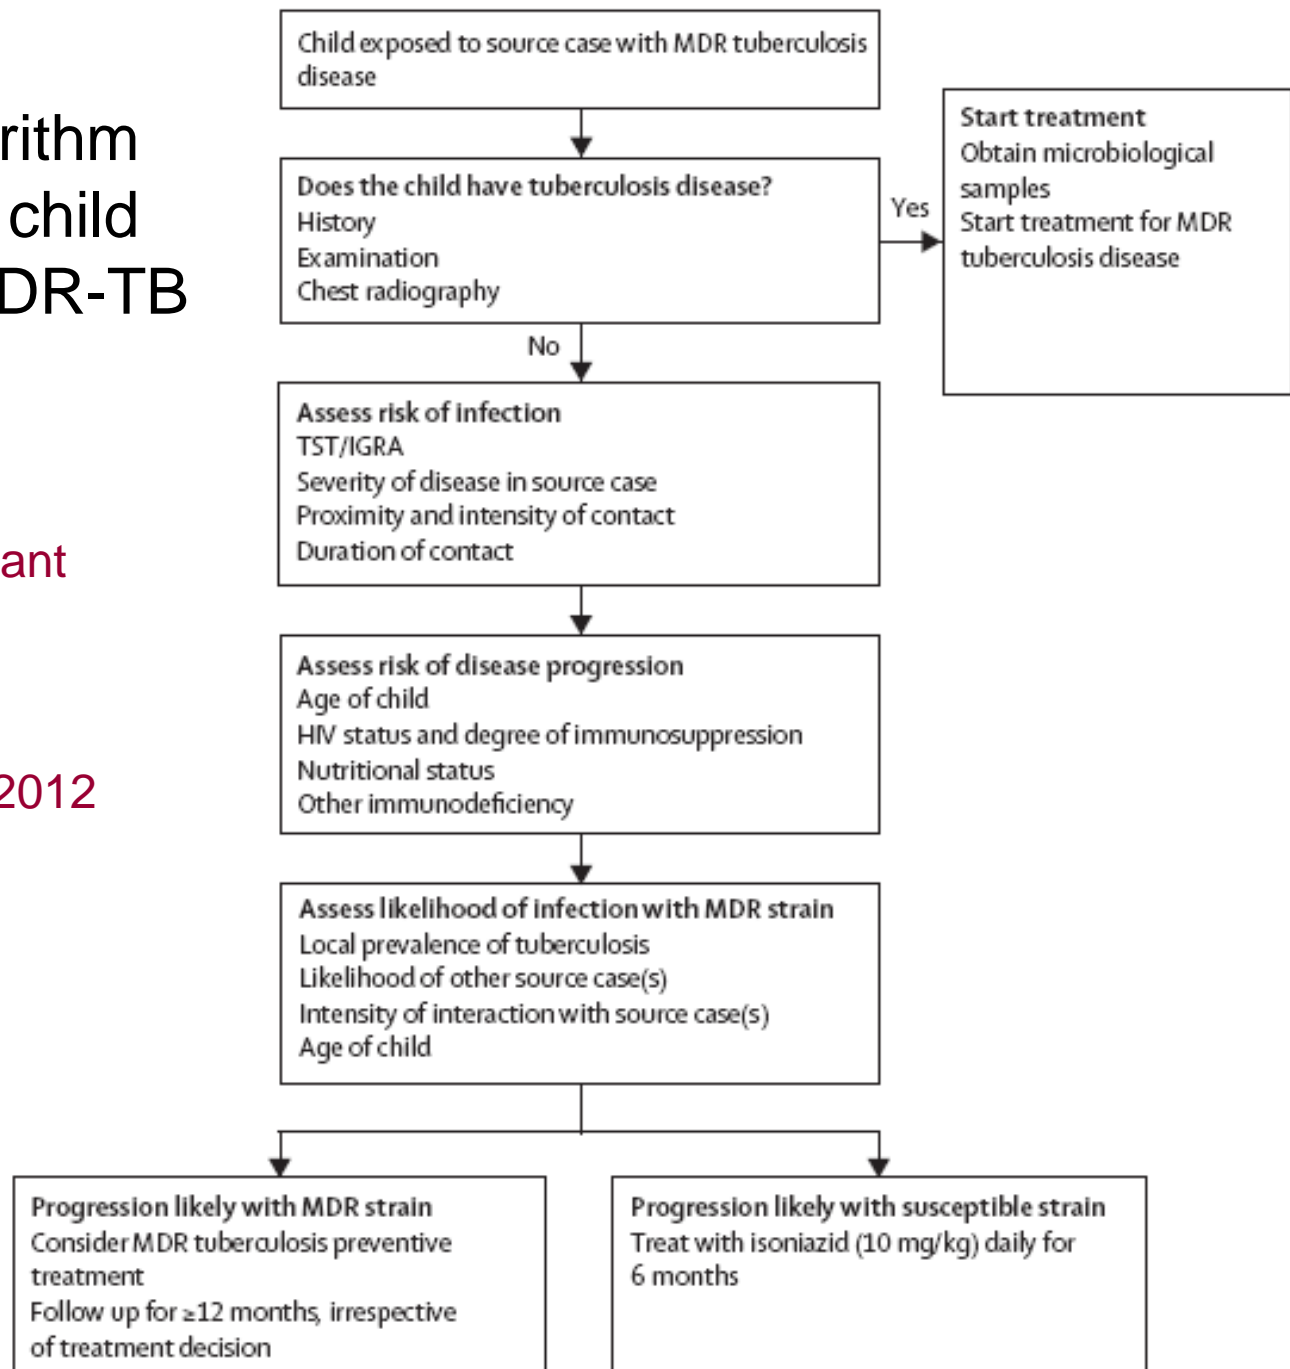 rithm
child
DR-TB
ant
2012
Child exposed to source case with MDR tuberculosis
disease
Does the child have tuberculosis disease?
History
Examination
Chest radiography
Yes
Start treatment
Obtain microbiological
samples
Start treatment for MDR
tuberculosis disease
No
Assess risk of infection
TST/IGRA
Severity of disease in source case
Proximity and intensity of contact
Duration of contact
Assess risk of disease progression
Age of child
HIV status and degree of immunosuppression
Nutritional status
Other immunodeficiency
Assess likelihood of infection with MDR strain
Local prevalence of tuberculosis
Likelihood of other source case(s)
Intensity of interaction with source case(s)
Age of child
Progression likely with MDR strain
Consider MDR tuberculosis preventive
treatment
Follow up for ≥12 months, irrespective
of treatment decision
Progression likely with susceptible strain
Treat with isoniazid (10 mg/kg) daily for
6 months